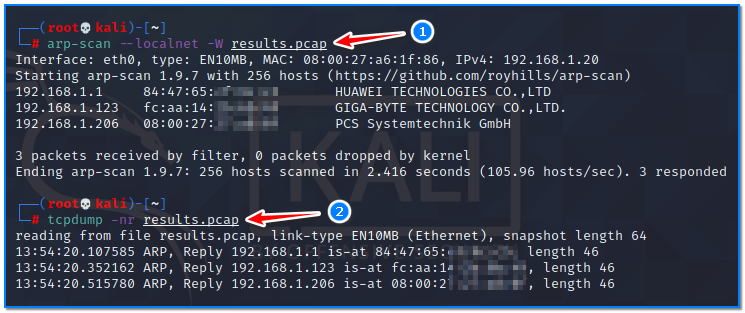 ┌──(root💀kali)-[~]
└─# arp-scan --localnet -W results.pcap
1
Interface: eth0, type: EN10MB, MAC: 08:00:27:a6:1f:86, IPv4: 192.168.1.20
Starting arp-scan 1.9.7 with 256 hosts (https://github.com/royhills/arp-scan)
192.168.1.1 84:47:65: HUAWEI TECHNOLOGIES CO.,LTD
192.168.1.123 fc:aa:14: GIGA-BYTE TECHNOLOGY CO.,LTD.
192.168.1.206 08:00:27: PCS Systemtechnik GmbH
3 packets received by filter, 0 packets dropped by kernel
Ending arp-scan 1.9.7: 256 hosts scanned in 2.416 seconds (105.96 hosts/sec). 3 responded
KALI
┌──(root💀kali)-[~]
└─# tcpdump -nr results.pcap
2
reading from file results.pcap, link-type EN10MB (Ethernet), snapshot length 64
13:54:20.107585 ARP, Reply 192.168.1.1 is-at 84:47:65: , length 46
13:54:20.352162 ARP, Reply 192.168.1.123 is-at fc:aa:1 , length 46
13:54:20.515780 ARP, Reply 192.168.1.206 is-at 08:00:2 , length 46